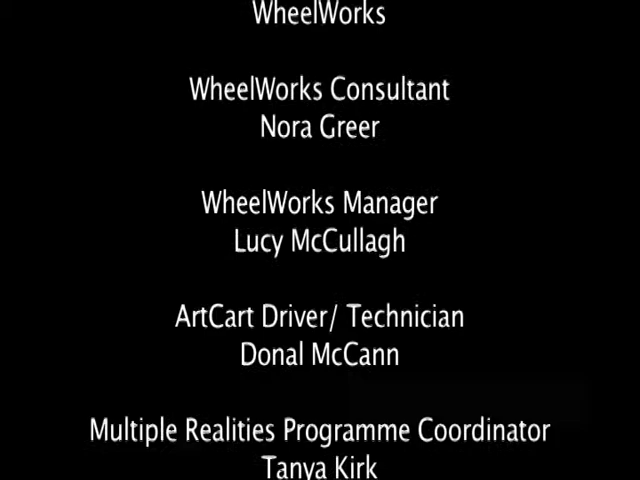 WheelWorks
WheelWorks Consultant
Nora Greer
WheelWorks Manager
Lucy McCullagh
ArtCart Driver/ Technician
Donal McCann
Multiple Realities Programme Coordinator
Tanya Kirk